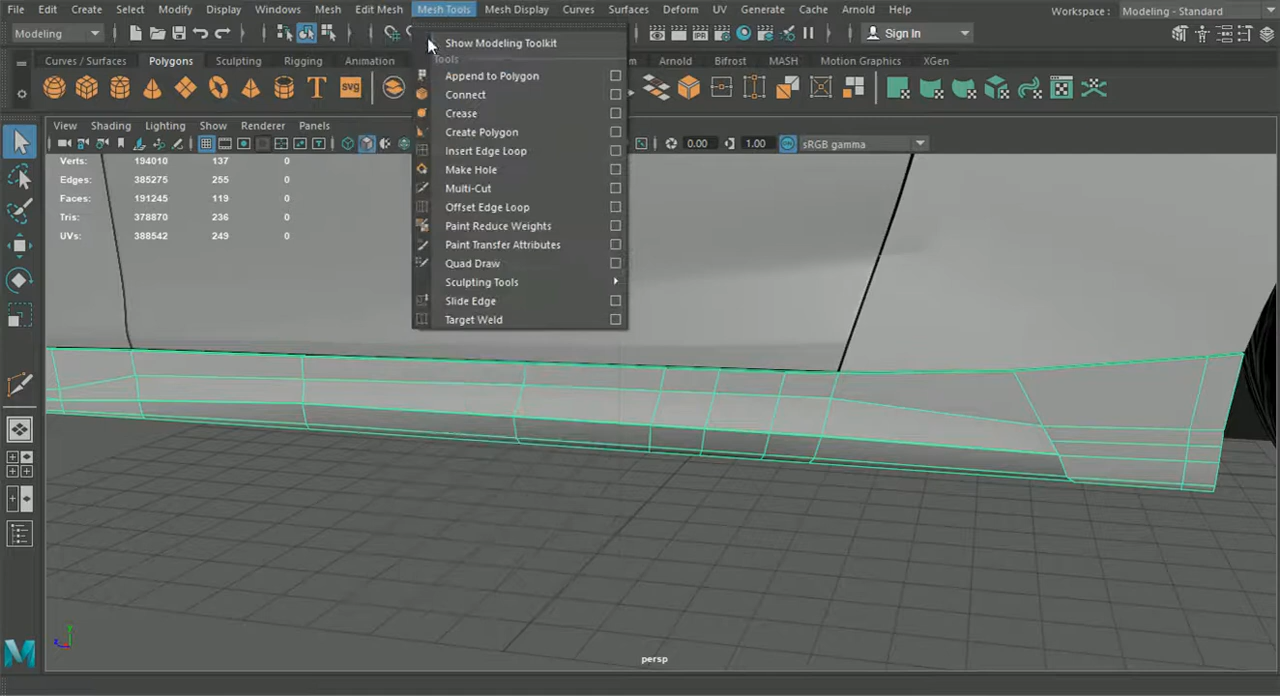 File Edit Create Select Modify Display Windows Mesh Edit Mesh Mesh Tools Mesh Display Curves Surfaces Deform UV Generate Cache Arnold Help Workspace : Modeling - Standard
Modeling Sign In
Curves / Surfaces Polygons Sculpting Rigging Animation Arnold Bifrost MASH Motion Graphics XGen
T SVG
View Shading Lighting Show Renderer Panels
0.00 1.00 sRGB gamma
Verts: 194010 137 0
Edges: 385275 255 0
Faces: 191245 119 0
Tris: 378870 236 0
UVs: 388542 249 0
Show Modeling Toolkit
Tools
Append to Polygon
Connect
Crease
Create Polygon
Insert Edge Loop
Make Hole
Multi-Cut
Offset Edge Loop
Paint Reduce Weights
Paint Transfer Attributes
Quad Draw
Sculpting Tools
Slide Edge
Target Weld
persp